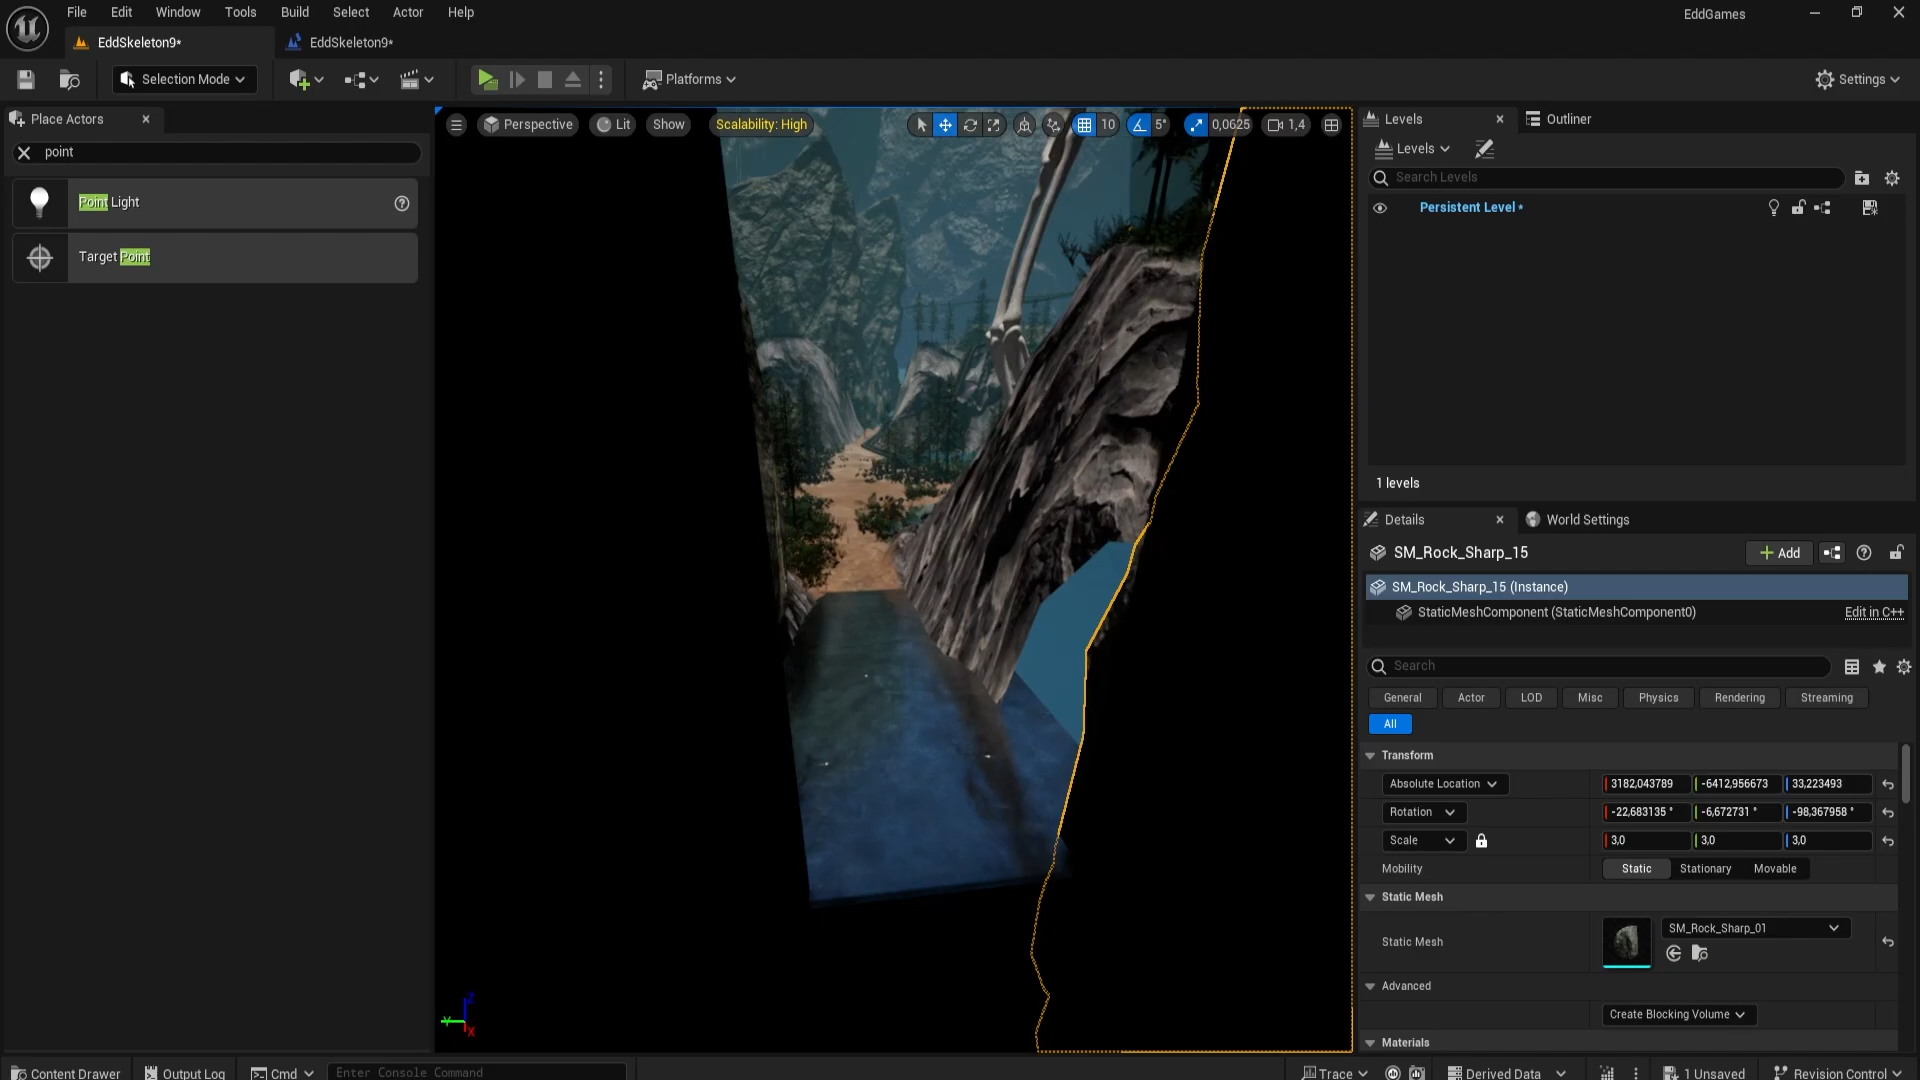 File Edit Window Tools Build Select Actor Help
EddGames
EddSkeleton9*
EddSkeleton9*
Selection Mode
Platforms
Settings
Place Actors
point
Point Light
Target Point
Perspective
Lit
Show
Scalability: High
10
5°
0,0625
1,4
Levels
Outliner
Levels
Search Levels
Persistent Level *
1 levels
Details
World Settings
SM_Rock_Sharp_15
Add
SM_Rock_Sharp_15 (Instance)
StaticMeshComponent (StaticMeshComponent0)
Edit in C++
Search
General Actor LOD Misc Physics Rendering Streaming
All
Transform
Absolute Location 3182,043789 -6412,956673 33,223493
Rotation -22,683135 ° -6,672731 ° -98,367958 °
Scale 3,0 3,0 3,0
Mobility Static Stationary Movable
Static Mesh
Static Mesh SM_Rock_Sharp_01
Advanced
Create Blocking Volume
Materials
Z
Y
X
Content Drawer
Output Log
Cmd
Enter Console Command
Trace
Derived Data
1 Unsaved
Revision Control